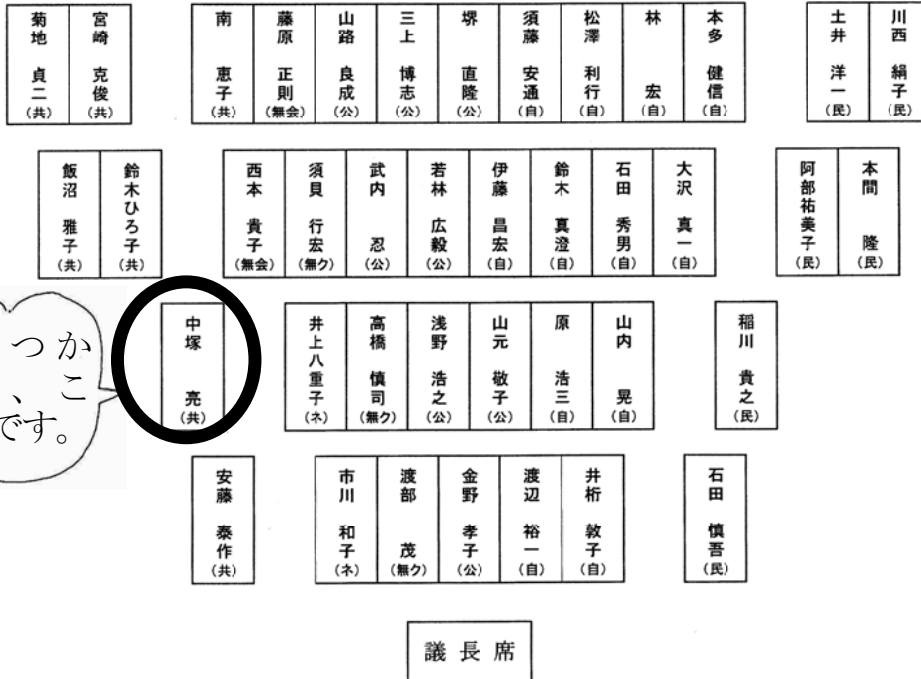 菊地 貞二(共)
宮崎 克俊(共)
南 恵子(共)
藤原 正則(無会)
山路 良成(公)
三上 博志(公)
堺 直隆(公)
須藤 安通(自)
松澤 利行(自)
林 宏(自)
本多 健信(自)
土井 洋一(民)
川西 絹子(民)
飯沼 雅子(共)
鈴木ひろ子(共)
西本 貴子(無会)
須貝 行宏(無ク)
武内 忍(公)
若林 広毅(公)
伊藤 昌宏(自)
鈴木 真澄(自)
石田 秀男(自)
大沢 真一(自)
阿部祐美子(民)
本間 隆(民)
つか
、こ
です。
中塚 亮(共)
井上八重子(ネ)
高橋 慎司(無ク)
浅野 浩之(公)
山元 敬子(公)
原 浩三(自)
山内 晃(自)
稲川 貴之(民)
安藤 泰作(共)
市川 和子(ネ)
渡部 茂(無ク)
金野 孝子(公)
渡辺 裕一(自)
井桁 敦子(自)
石田 慎吾(民)
議長席